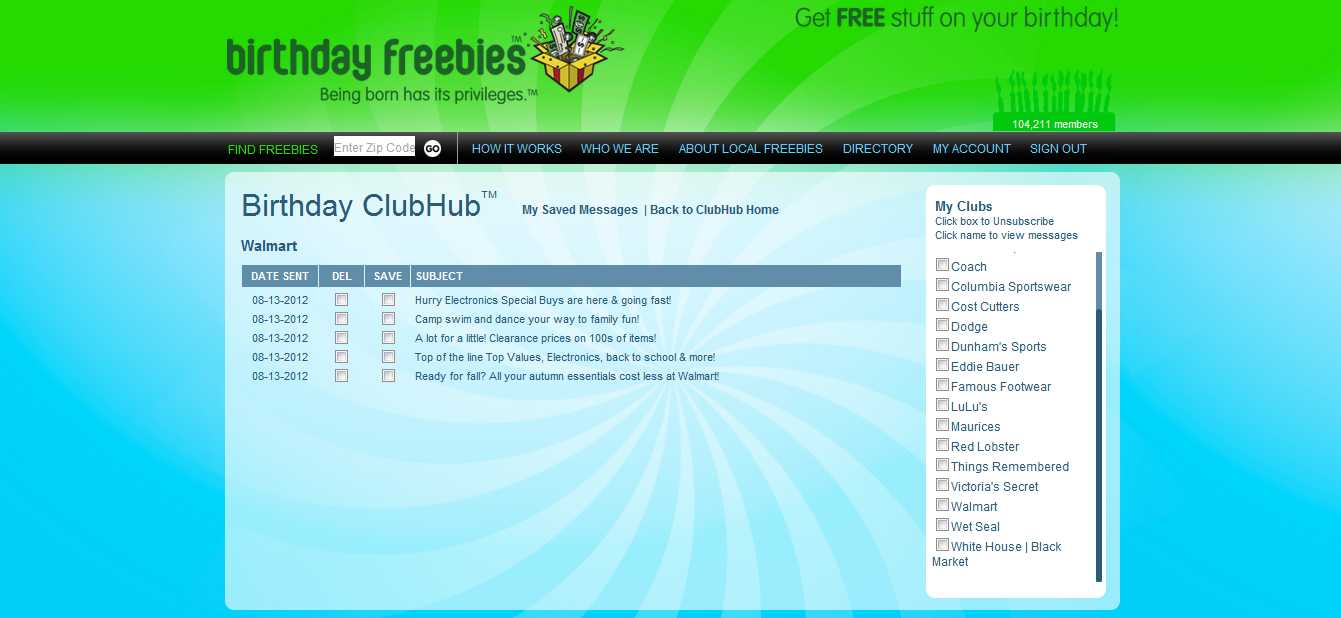 Get FREE stuff on your birthday!
birthday freebies™
Being born has its privileges.™
104,211 members
FIND FREEBIES Enter Zip Code GO HOW IT WORKS WHO WE ARE ABOUT LOCAL FREEBIES DIRECTORY MY ACCOUNT SIGN OUT
Birthday ClubHub™ My Saved Messages | Back to ClubHub Home
Walmart
DATE SENT DEL SAVE SUBJECT
08-13-2012 Hurry Electronics Special Buys are here & going fast!
08-13-2012 Camp swim and dance your way to family fun!
08-13-2012 A lot for a little! Clearance prices on 100s of items!
08-13-2012 Top of the line Top Values, Electronics, back to school & more!
08-13-2012 Ready for fall? All your autumn essentials cost less at Walmart!
My Clubs
Click box to Unsubscribe
Click name to view messages
Coach
Columbia Sportswear
Cost Cutters
Dodge
Dunham's Sports
Eddie Bauer
Famous Footwear
LuLu's
Maurices
Red Lobster
Things Remembered
Victoria's Secret
Walmart
Wet Seal
White House | Black
Market